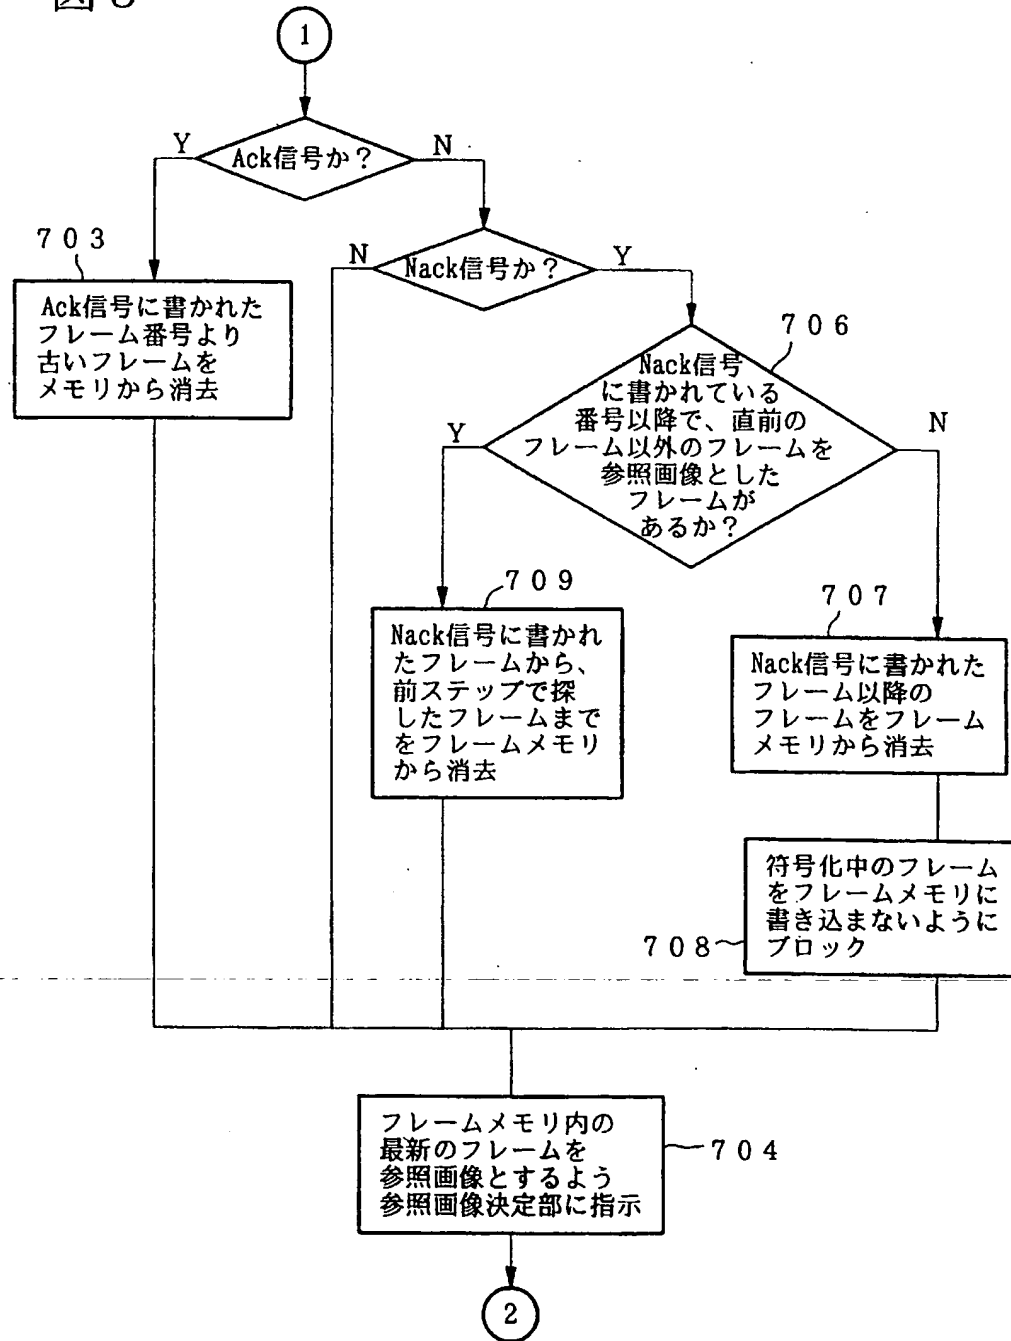 1
Y
Ack信号か？
N
703
N
Nack信号か？
Y
Ack信号に書かれた
フレーム番号より
古いフレームを
メモリから消去
706
Nack信号
に書かれている
番号以降で、直前の
フレーム以外のフレームを
参照画像とした
フレームが
あるか？
Y
N
709
Nack信号に書かれ
たフレームから、
前ステップで探
したフレームまで
をフレームメモリ
から消去
707
Nack信号に書かれた
フレーム以降の
フレームをフレーム
メモリから消去
符号化中のフレーム
をフレームメモリに
書き込まないように
ブロック
708
フレームメモリ内の
最新のフレームを
参照画像とするよう
参照画像決定部に指示
704
2